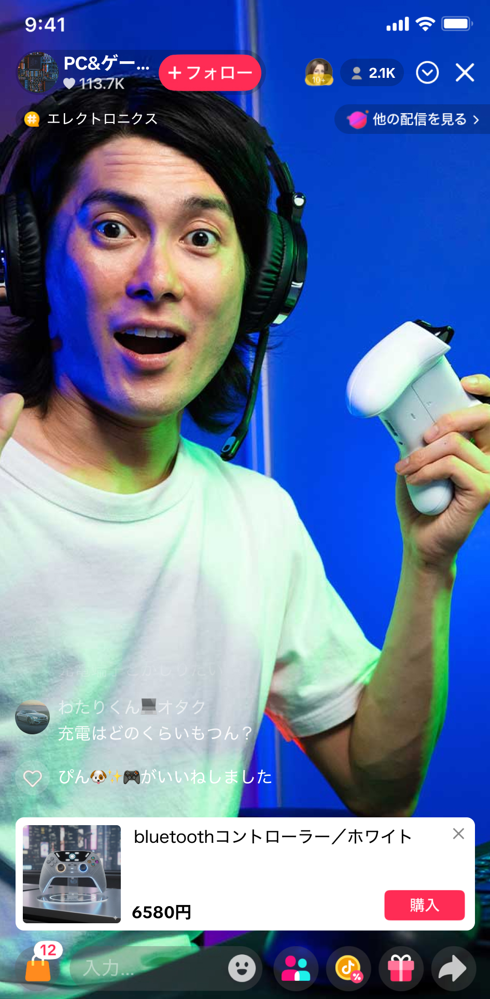 9:41
PC&ゲー...
113.7K
+ フォロー
10+
2.1K
エレクトロニクス
他の配信を見る >
わたりくん💻オタク
充電はどのくらいもつん？
ぴん🐶✨🎮がいいねしました
bluetoothコントローラー／ホワイト
6580円
購入
12
入力...
%